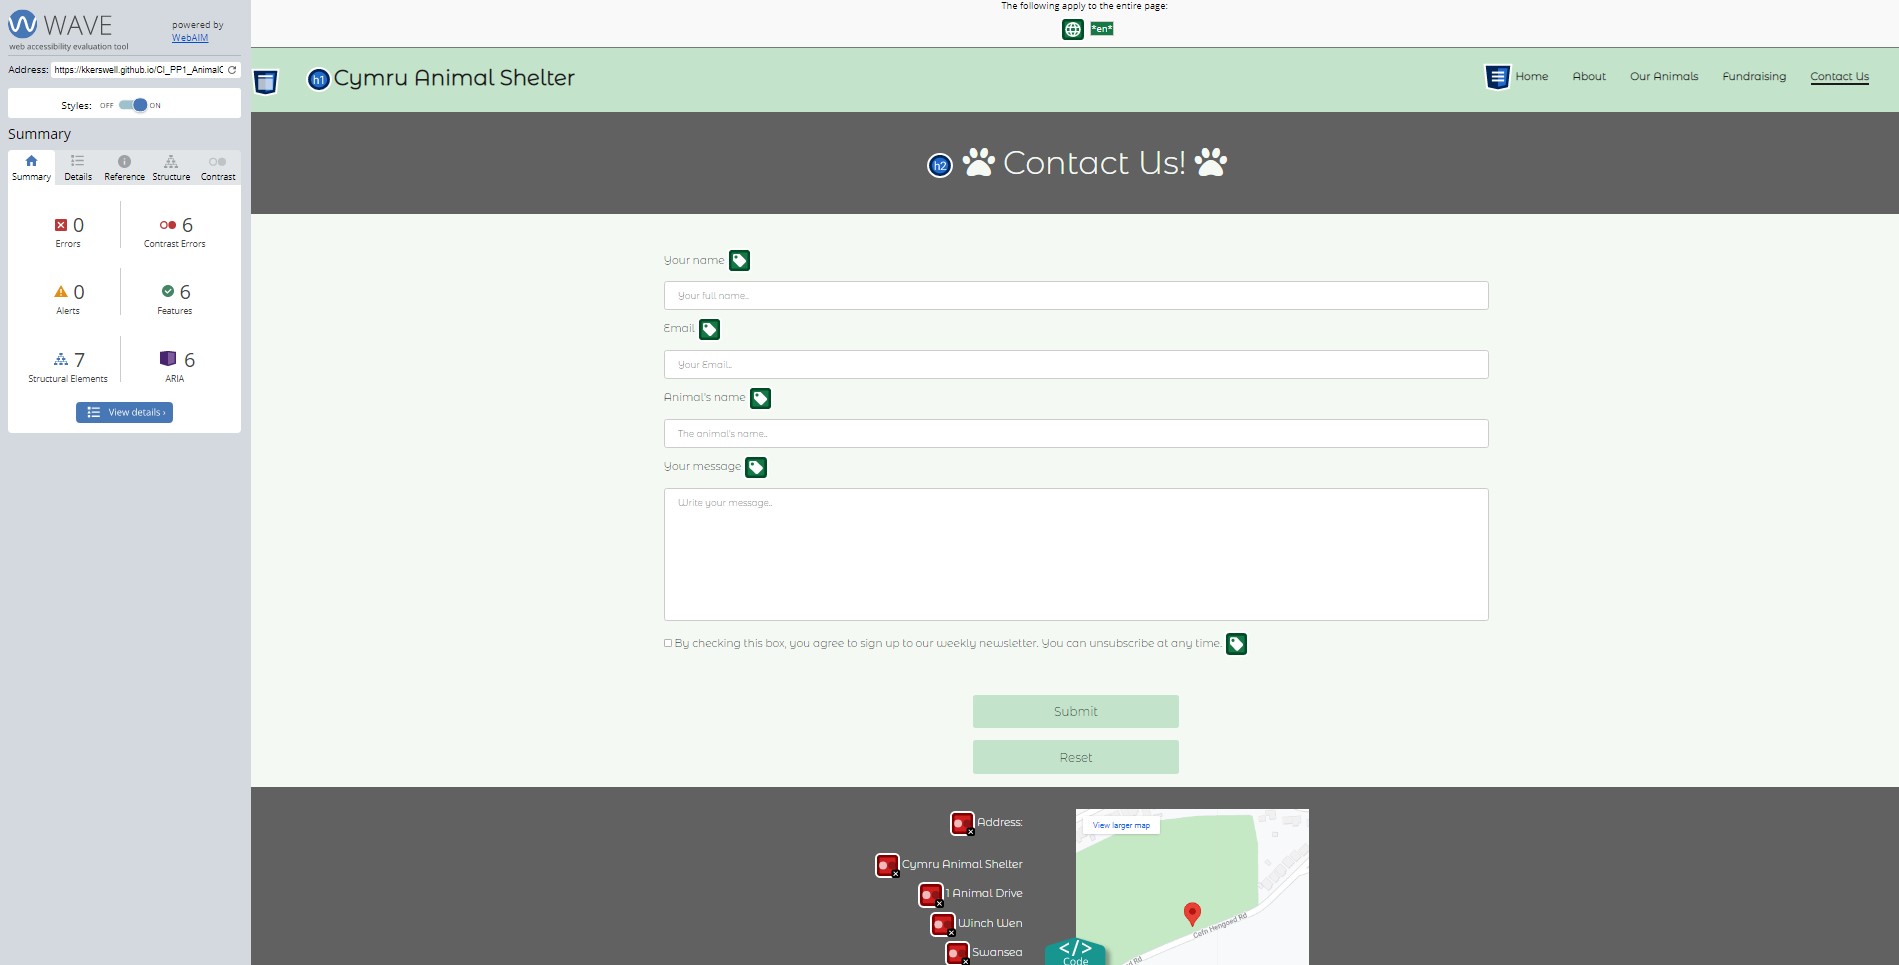 WAVE
powered by
WebAIM
web accessibility evaluation tool
Address: https://kkerswell.github.io/CI_PP1_AnimalC
Styles: OFF ON
Summary
Summary Details Reference Structure Contrast
0 6
Errors Contrast Errors
0 6
Alerts Features
7 6
Structural Elements ARIA
View details ›
The following apply to the entire page:
*en*
h1 Cymru Animal Shelter
Home About Our Animals Fundraising Contact Us
h2 Contact Us!
Your name
Your full name..
Email
Your Email..
Animal's name
The animal's name..
Your message
Write your message..
By checking this box, you agree to sign up to our weekly newsletter. You can unsubscribe at any time.
Submit
Reset
Address:
Cymru Animal Shelter
1 Animal Drive
Winch Wen
Swansea
View larger map
Cefn Hengoed Rd
</> Code
Rd